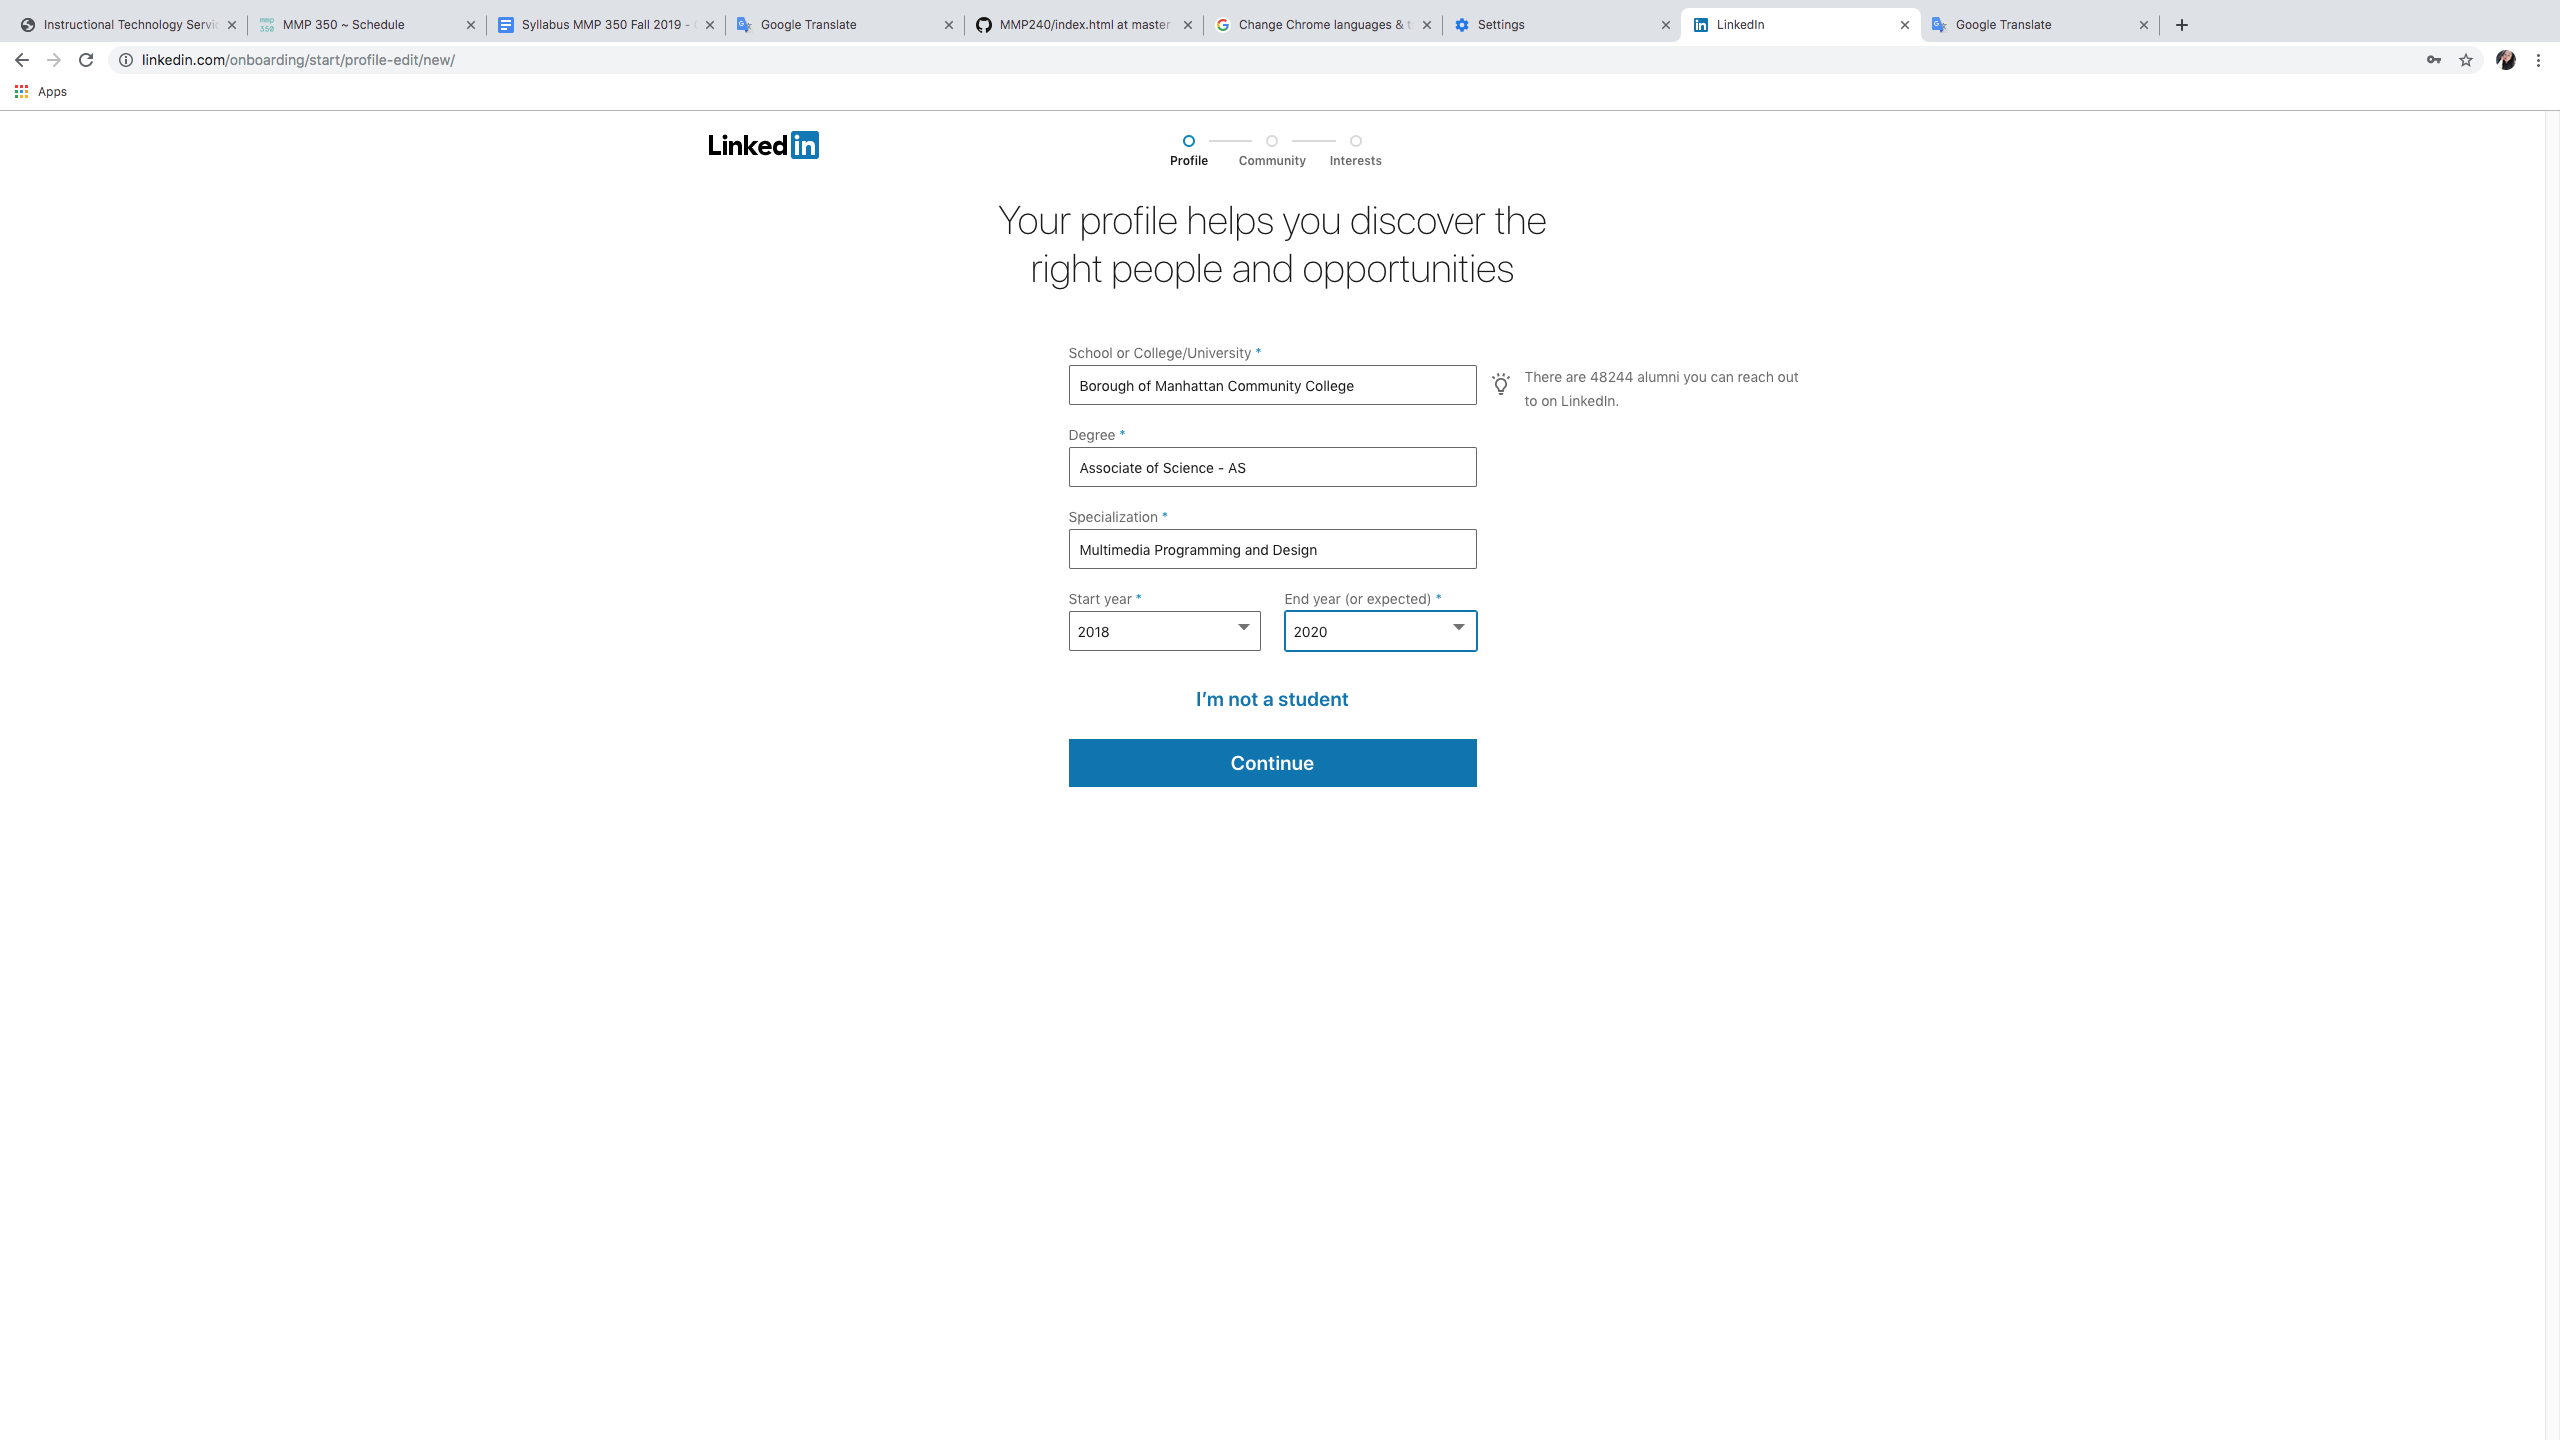 Instructional Technology Servic
mmp 350
MMP 350 ~ Schedule
Syllabus MMP 350 Fall 2019 -
Google Translate
MMP240/index.html at master
Change Chrome languages & t
Settings
LinkedIn
Google Translate
linkedin.com/onboarding/start/profile-edit/new/
Apps
Linked in
Profile
Community
Interests
Your profile helps you discover the
right people and opportunities
School or College/University *
Borough of Manhattan Community College
There are 48244 alumni you can reach out
to on LinkedIn.
Degree *
Associate of Science - AS
Specialization *
Multimedia Programming and Design
Start year *
End year (or expected) *
2018
2020
I’m not a student
Continue